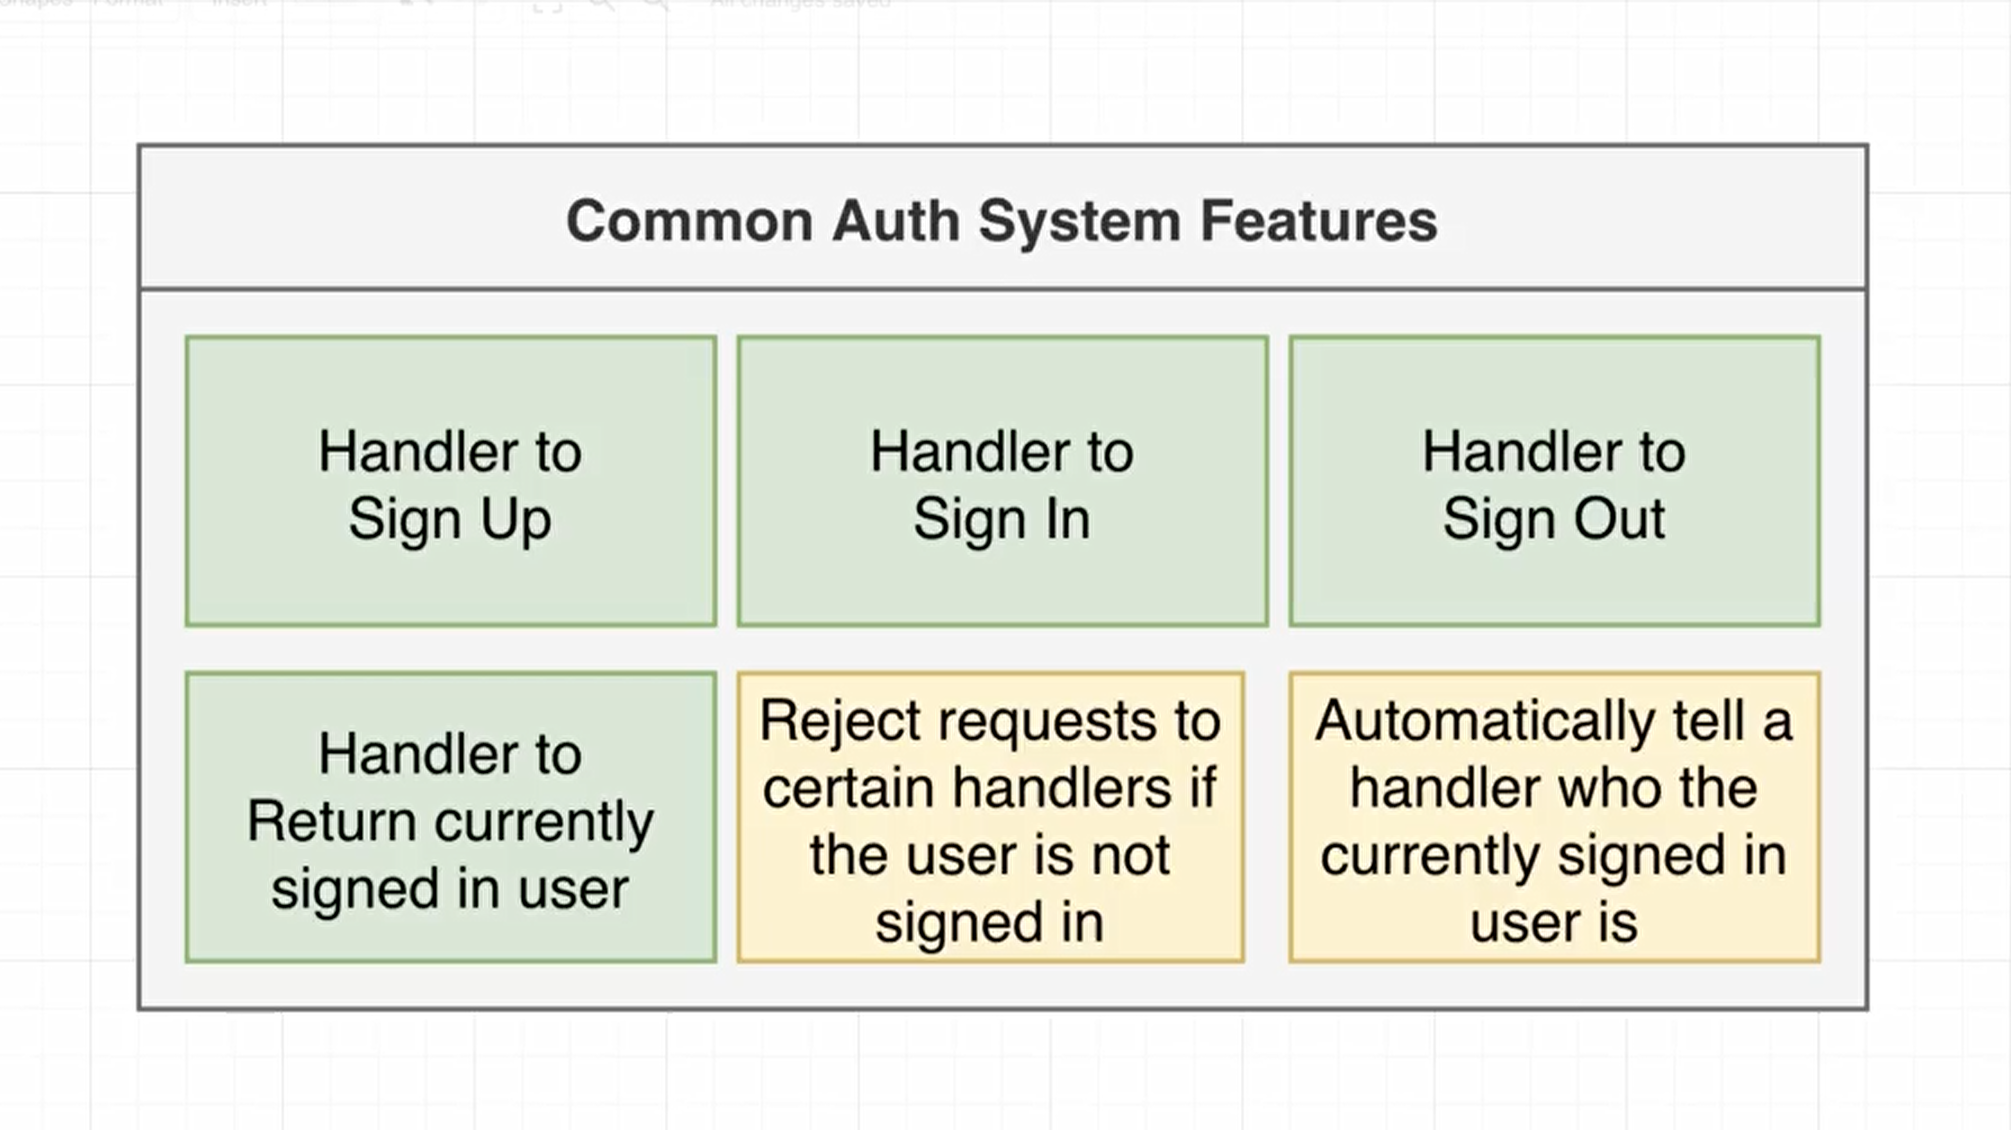 Format Insert All changes saved
Common Auth System Features
Handler to
Sign Up
Handler to
Sign In
Handler to
Sign Out
Handler to
Return currently
signed in user
Reject requests to
certain handlers if
the user is not
signed in
Automatically tell a
handler who the
currently signed in
user is